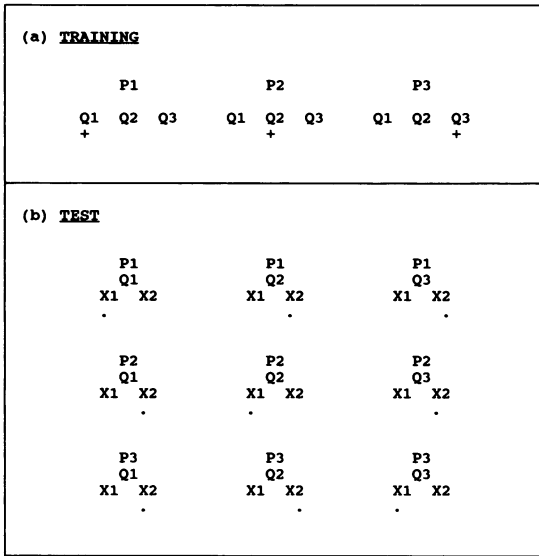 (a) TRAINING
P1 P2 P3
Q1 Q2 Q3 Q1 Q2 Q3 Q1 Q2 Q3
+ + +
(b) TEST
P1 P1 P1
Q1 Q2 Q3
X1 X2 X1 X2 X1 X2
. . .
P2 P2 P2
Q1 Q2 Q3
X1 X2 X1 X2 X1 X2
. . .
P3 P3 P3
Q1 Q2 Q3
X1 X2 X1 X2 X1 X2
. . .